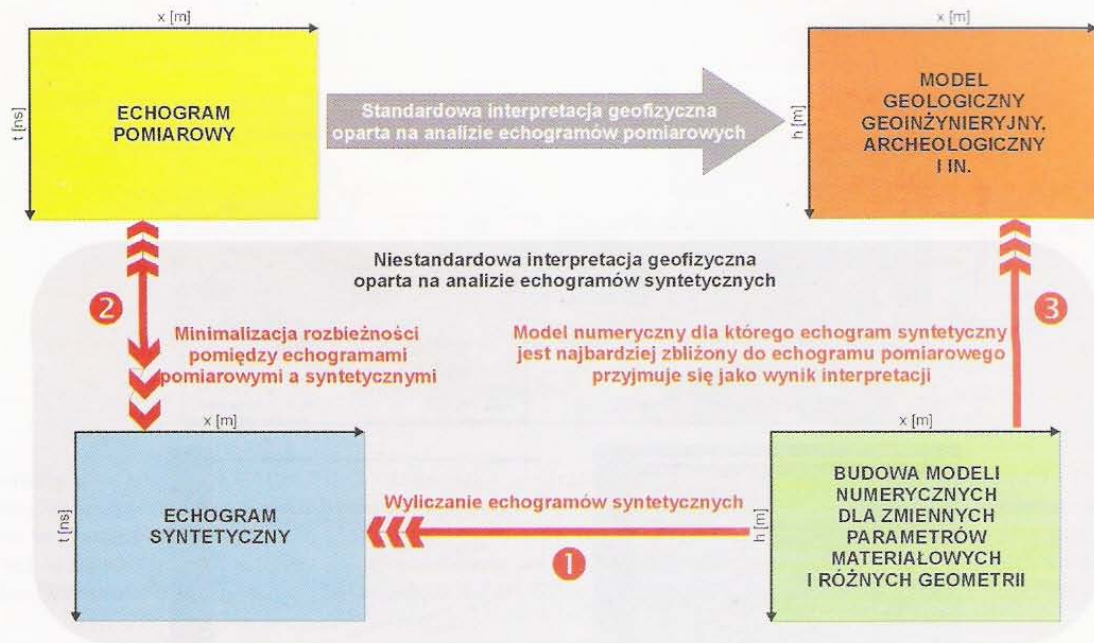 x [m]
t [ns]
ECHOGRAM
POMIAROWY
Standardowa interpretacja geofizyczna
oparta na analizie echogramów pomiarowych
x [m]
h [m]
MODEL
GEOLOGICZNY
GEOINŻYNIERYJNY.
ARCHEOLOGICZNY
I IN.
Niestandardowa interpretacja geofizyczna
oparta na analizie echogramów syntetycznych
2
Minimalizacja rozbieżności
pomiędzy echogramami
pomiarowymi a syntetycznymi
3
Model numeryczny dla którego echogram syntetyczny
jest najbardziej zbliżony do echogramu pomiarowego
przyjmuje się jako wynik interpretacji
x [m]
t [ns]
ECHOGRAM
SYNTETYCZNY
Wyliczanie echogramów syntetycznych
1
x [m]
h [m]
BUDOWA MODELI
NUMERYCZNYCH
DLA ZMIENNYCH
PARAMETRÓW
MATERIAŁOWYCH
I RÓŻNYCH GEOMETRII